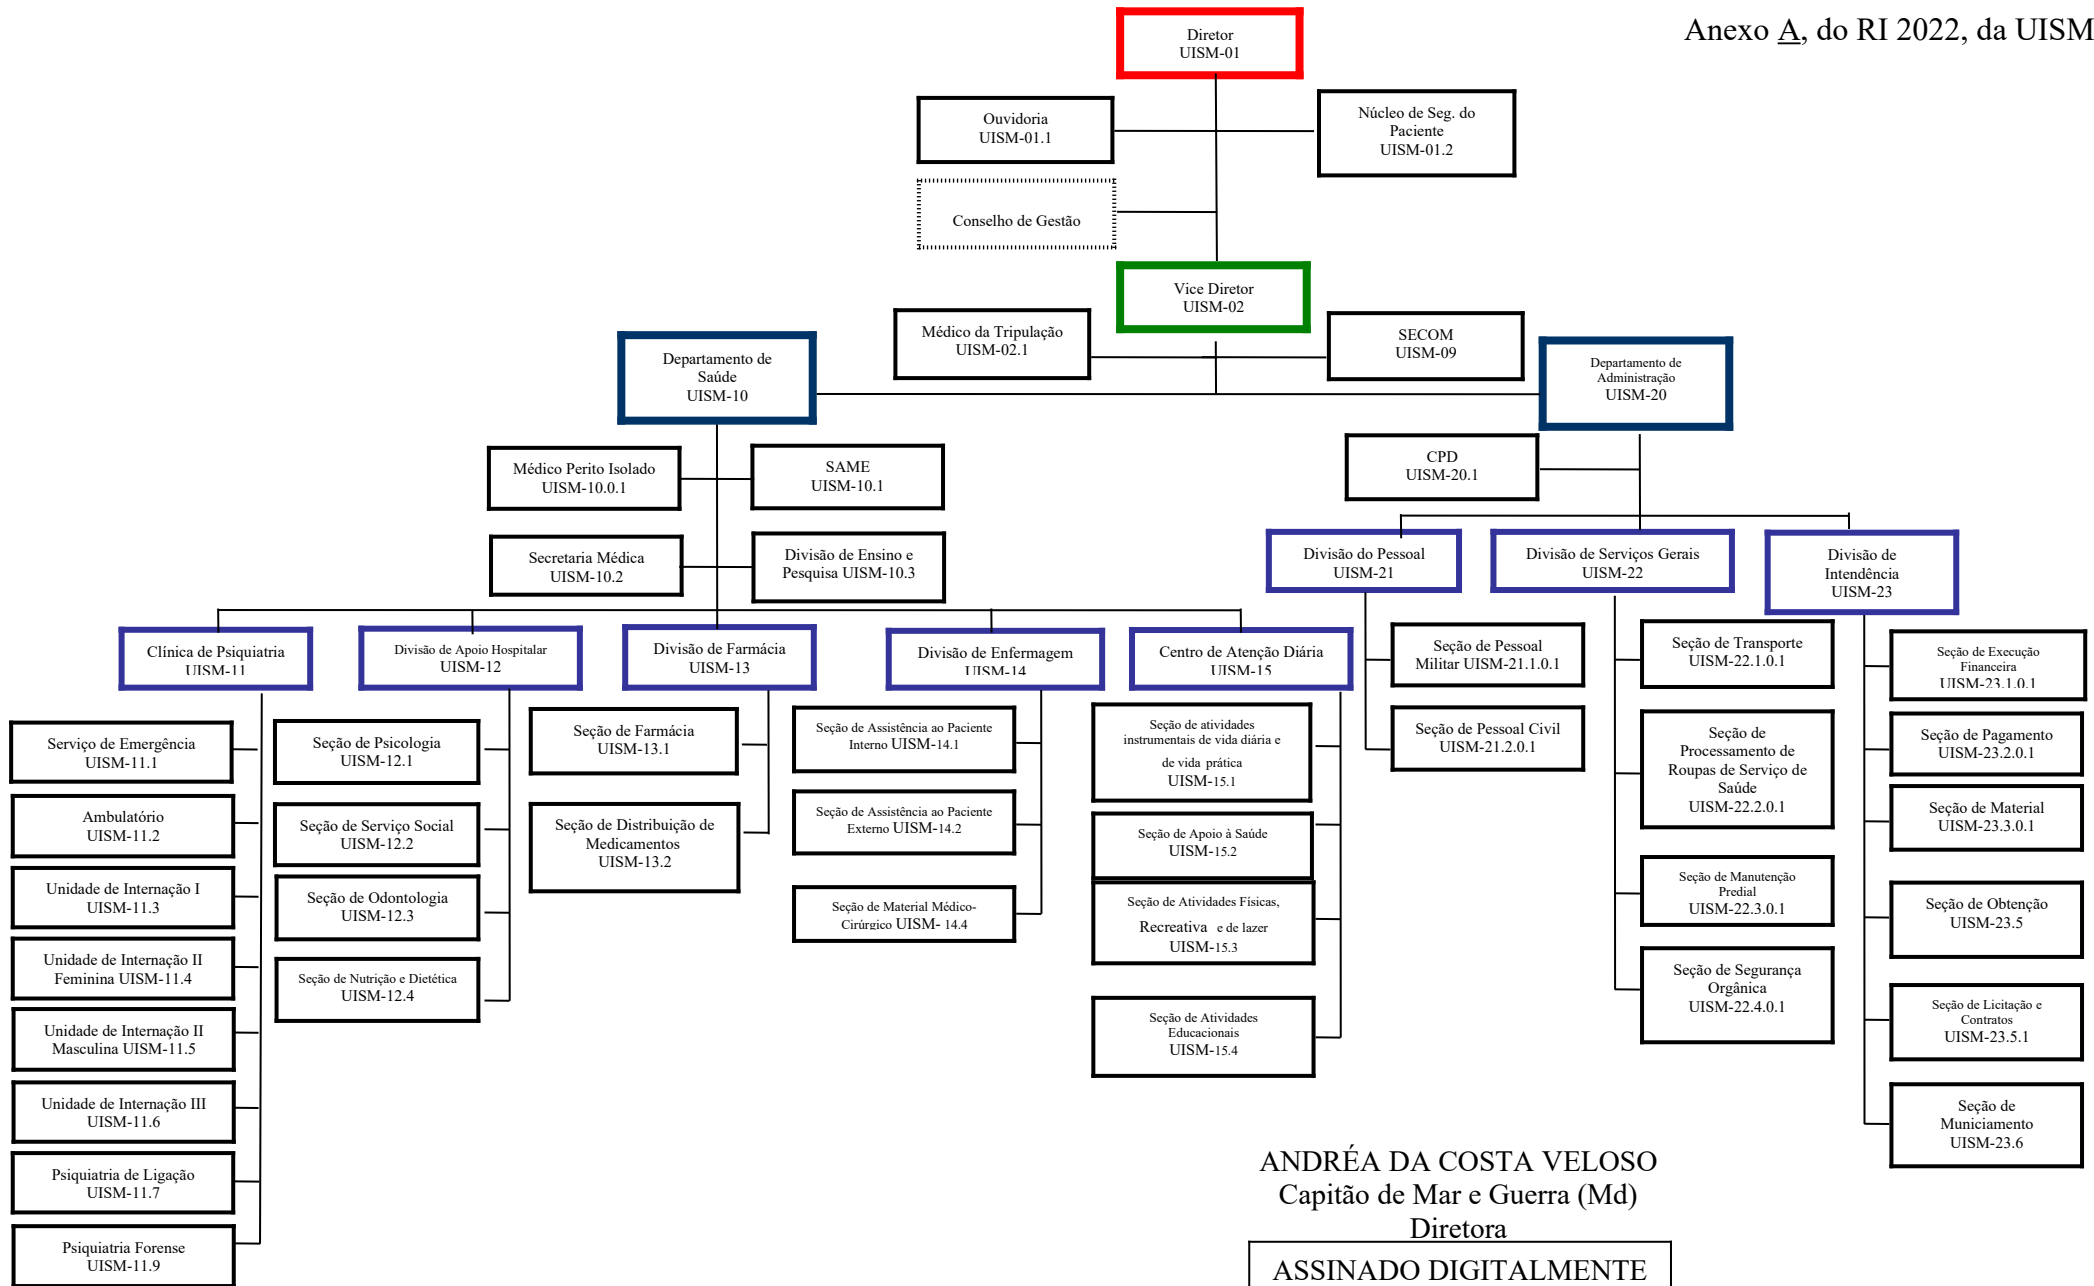 Anexo A, do RI 2022, da UISM
Diretor
UISM-01
Ouvidoria
UISM-01.1
Núcleo de Seg. do
Paciente
UISM-01.2
Conselho de Gestão
Vice Diretor
UISM-02
Médico da Tripulação
UISM-02.1
SECOM
UISM-09
Departamento de
Saúde
UISM-10
Departamento de
Administração
UISM-20
Médico Perito Isolado
UISM-10.0.1
SAME
UISM-10.1
CPD
UISM-20.1
Secretaria Médica
UISM-10.2
Divisão de Ensino e
Pesquisa UISM-10.3
Divisão do Pessoal
UISM-21
Divisão de Serviços Gerais
UISM-22
Divisão de
Intendência
UISM-23
Clínica de Psiquiatria
UISM-11
Divisão de Apoio Hospitalar
UISM-12
Divisão de Farmácia
UISM-13
Divisão de Enfermagem
UISM-14
Centro de Atenção Diária
UISM-15
Serviço de Emergência
UISM-11.1
Ambulatório
UISM-11.2
Unidade de Internação I
UISM-11.3
Unidade de Internação II
Feminina UISM-11.4
Unidade de Internação II
Masculina UISM-11.5
Unidade de Internação III
UISM-11.6
Psiquiatria de Ligação
UISM-11.7
Psiquiatria Forense
UISM-11.9
Seção de Psicologia
UISM-12.1
Seção de Serviço Social
UISM-12.2
Seção de Odontologia
UISM-12.3
Seção de Nutrição e Dietética
UISM-12.4
Seção de Farmácia
UISM-13.1
Seção de Distribuição de
Medicamentos
UISM-13.2
Seção de Assistência ao Paciente
Interno UISM-14.1
Seção de Assistência ao Paciente
Externo UISM-14.2
Seção de Material Médico-
Cirúrgico UISM- 14.4
Seção de atividades
instrumentais de vida diária e
de vida prática
UISM-15.1
Seção de Apoio à Saúde
UISM-15.2
Seção de Atividades Físicas,
Recreativa e de lazer
UISM-15.3
Seção de Atividades
Educacionais
UISM-15.4
Seção de Pessoal
Militar UISM-21.1.0.1
Seção de Pessoal Civil
UISM-21.2.0.1
Seção de Transporte
UISM-22.1.0.1
Seção de
Processamento de
Roupas de Serviço de
Saúde
UISM-22.2.0.1
Seção de Manutenção
Predial
UISM-22.3.0.1
Seção de Segurança
Orgânica
UISM-22.4.0.1
Seção de Execução
Financeira
UISM-23.1.0.1
Seção de Pagamento
UISM-23.2.0.1
Seção de Material
UISM-23.3.0.1
Seção de Obtenção
UISM-23.5
Seção de Licitação e
Contratos
UISM-23.5.1
Seção de
Municiamento
UISM-23.6
ANDRÉA DA COSTA VELOSO
Capitão de Mar e Guerra (Md)
Diretora
ASSINADO DIGITALMENTE